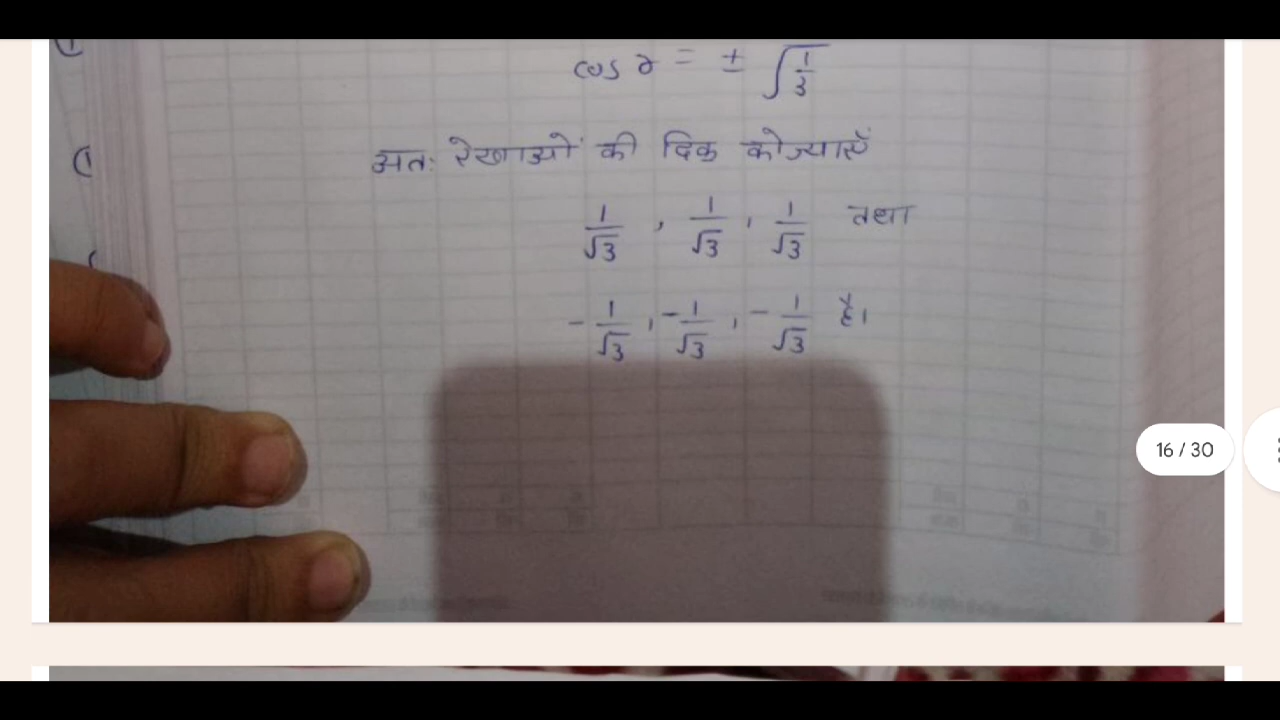 cos γ = ± √1/3
अतः रेखाओं की दिक् कोज्याएँ
1/√3 , 1/√3 , 1/√3 तथा
-1/√3 , -1/√3 , -1/√3 है।
16 / 30